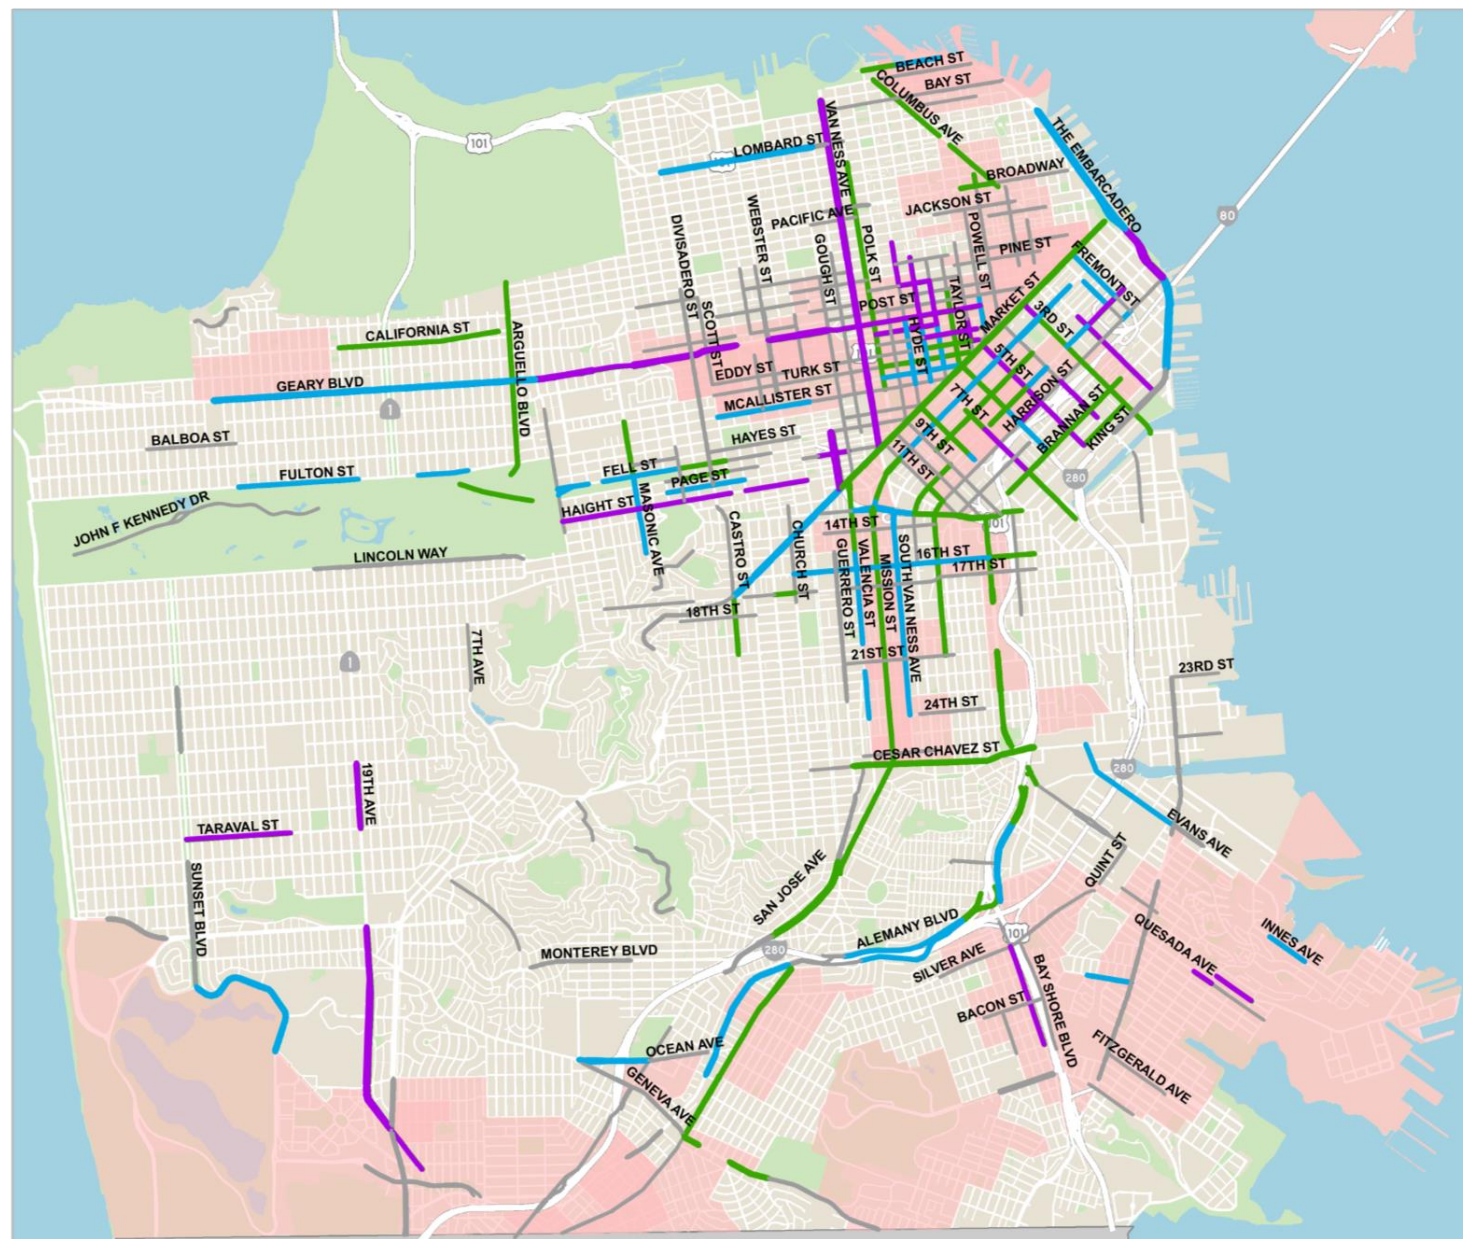 BEACH ST
BAY ST
COLUMBUS AVE
VAN NESS AVE
THE EMBARCADERO
101
LOMBARD ST
101
BROADWAY
JACKSON ST
PACIFIC AVE
WEBSTER ST
DIVISADERO ST
GOUGH ST
POLK ST
POWELL ST
PINE ST
80
FREMONT ST
MARKET ST
TAYLOR ST
POST ST
3RD ST
SCOTT ST
HYDE ST
CALIFORNIA ST
ARGUELLO BLVD
101
5TH ST
EDDY ST
TURK ST
HARRISON ST
GEARY BLVD
MCALLISTER ST
7TH ST
BRANNAN ST
KING ST
1
BALBOA ST
HAYES ST
9TH ST
11TH ST
FULTON ST
FELL ST
PAGE ST
280
HAIGHT ST
MASONIC AVE
JOHN F KENNEDY DR
CASTRO ST
CHURCH ST
14TH ST
101
LINCOLN WAY
GUERRERO ST
VALENCIA ST
MISSION ST
SOUTH VAN NESS AVE
16TH ST
17TH ST
18TH ST
7TH AVE
1
21ST ST
23RD ST
24TH ST
CESAR CHAVEZ ST
280
19TH AVE
TARAVAL ST
EVANS AVE
QUINT ST
SUNSET BLVD
SAN JOSE AVE
ALEMANY BLVD
101
280
MONTEREY BLVD
SILVER AVE
QUESADA AVE
INNES AVE
BACON ST
BAY SHORE BLVD
OCEAN AVE
GENEVA AVE
FITZGERALD AVE